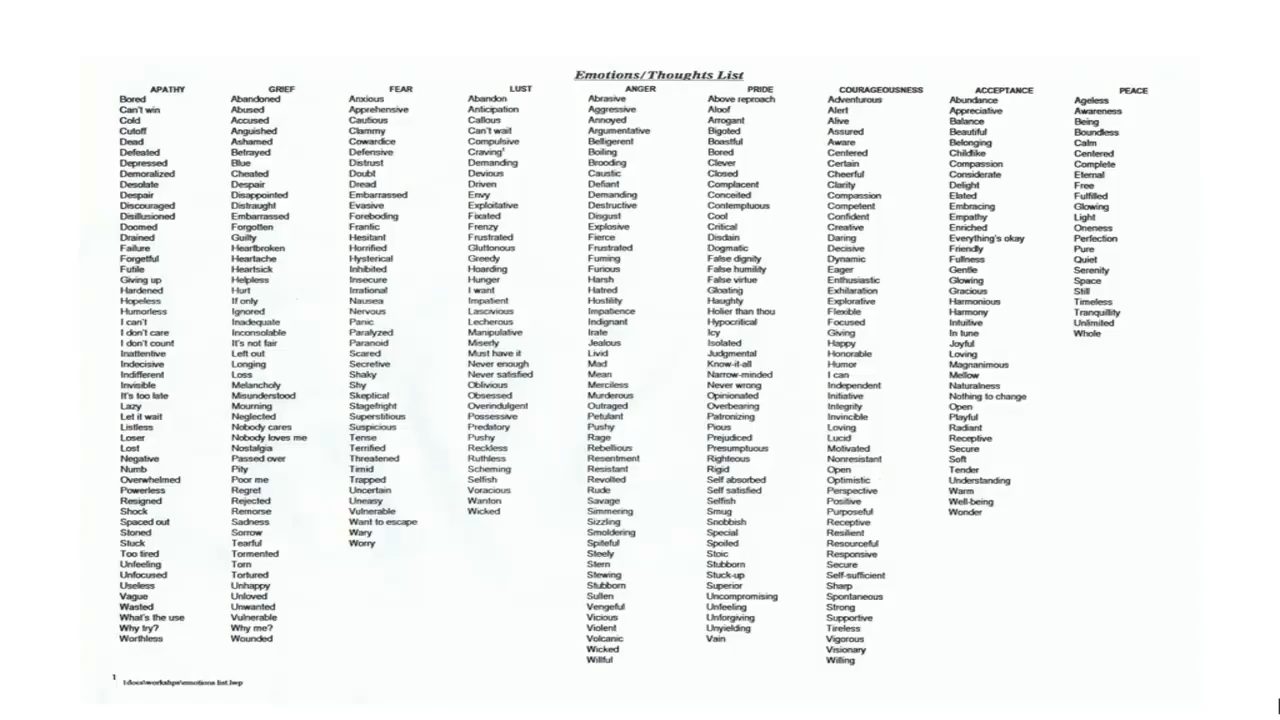 Emotions/Thoughts List
APATHY
Bored
Can't win
Cold
Cutoff
Dead
Defeated
Depressed
Demoralized
Desolate
Despair
Discouraged
Disillusioned
Doomed
Drained
Failure
Forgetful
Futile
Giving up
Hardened
Hopeless
Humorless
I can't
I don't care
I don't count
Inattentive
Indecisive
Indifferent
Invisible
It's too late
Lazy
Let it wait
Listless
Loser
Lost
Negative
Numb
Overwhelmed
Powerless
Resigned
Shock
Spaced out
Stoned
Stuck
Too tired
Unfeeling
Unfocused
Useless
Vague
Wasted
What's the use
Why try?
Worthless
GRIEF
Abandoned
Abused
Accused
Anguished
Ashamed
Betrayed
Blue
Cheated
Despair
Disappointed
Distraught
Embarrassed
Forgotten
Guilty
Heartbroken
Heartache
Heartsick
Helpless
Hurt
If only
Ignored
Inadequate
Inconsolable
It's not fair
Left out
Longing
Loss
Melancholy
Misunderstood
Mourning
Neglected
Nobody cares
Nobody loves me
Nostalgia
Passed over
Pity
Poor me
Regret
Rejected
Remorse
Sadness
Sorrow
Tearful
Tormented
Torn
Tortured
Unhappy
Unloved
Unwanted
Vulnerable
Why me?
Wounded
FEAR
Anxious
Apprehensive
Cautious
Clammy
Cowardice
Defensive
Distrust
Doubt
Dread
Embarrassed
Evasive
Foreboding
Frantic
Hesitant
Horrified
Hysterical
Inhibited
Insecure
Irrational
Nausea
Nervous
Panic
Paralyzed
Paranoid
Scared
Secretive
Shaky
Shy
Skeptical
Stagefright
Superstitious
Suspicious
Tense
Terrified
Threatened
Timid
Trapped
Uncertain
Uneasy
Vulnerable
Want to escape
Wary
Worry
LUST
Abandon
Anticipation
Callous
Can't wait
Compulsive
Craving'
Demanding
Devious
Driven
Envy
Exploitative
Fixated
Frenzy
Frustrated
Gluttonous
Greedy
Hoarding
Hunger
I want
Impatient
Lascivious
Lecherous
Manipulative
Miserly
Must have it
Never enough
Never satisfied
Oblivious
Obsessed
Overindulgent
Possessive
Predatory
Pushy
Reckless
Ruthless
Scheming
Selfish
Voracious
Wanton
Wicked
ANGER
Abrasive
Aggressive
Annoyed
Argumentative
Belligerent
Boiling
Brooding
Caustic
Defiant
Demanding
Destructive
Disgust
Explosive
Fierce
Frustrated
Fuming
Furious
Harsh
Hatred
Hostility
Impatience
Indignant
Irate
Jealous
Livid
Mad
Mean
Merciless
Murderous
Outraged
Petulant
Pushy
Rage
Rebellious
Resentment
Resistant
Revolted
Rude
Savage
Simmering
Sizzling
Smoldering
Spiteful
Steely
Stern
Stewing
Stubborn
Sullen
Vengeful
Vicious
Violent
Volcanic
Wicked
Willful
PRIDE
Above reproach
Aloof
Arrogant
Bigoted
Boastful
Bored
Clever
Closed
Complacent
Conceited
Contemptuous
Cool
Critical
Disdain
Dogmatic
False dignity
False humility
False virtue
Gloating
Haughty
Holier than thou
Hypocritical
Icy
Isolated
Judgmental
Know-it-all
Narrow-minded
Never wrong
Opinionated
Overbearing
Patronizing
Pious
Prejudiced
Presumptuous
Righteous
Rigid
Self absorbed
Self satisfied
Selfish
Smug
Snobbish
Special
Spoiled
Stoic
Stubborn
Stuck-up
Superior
Uncompromising
Unfeeling
Unforgiving
Unyielding
Vain
COURAGEOUSNESS
Adventurous
Alert
Alive
Assured
Aware
Centered
Certain
Cheerful
Clarity
Compassion
Competent
Confident
Creative
Daring
Decisive
Dynamic
Eager
Enthusiastic
Exhilaration
Explorative
Flexible
Focused
Giving
Happy
Honorable
Humor
I can
Independent
Initiative
Integrity
Invincible
Loving
Lucid
Motivated
Nonresistant
Open
Optimistic
Perspective
Positive
Purposeful
Receptive
Resilient
Resourceful
Responsive
Secure
Self-sufficient
Sharp
Spontaneous
Strong
Supportive
Tireless
Vigorous
Visionary
Willing
ACCEPTANCE
Abundance
Appreciative
Balance
Beautiful
Belonging
Childlike
Compassion
Considerate
Delight
Elated
Embracing
Empathy
Enriched
Everything's okay
Friendly
Fullness
Gentle
Glowing
Gracious
Harmonious
Harmony
Intuitive
In tune
Joyful
Loving
Magnanimous
Mellow
Naturalness
Nothing to change
Open
Playful
Radiant
Receptive
Secure
Soft
Tender
Understanding
Warm
Well-being
Wonder
PEACE
Ageless
Awareness
Being
Boundless
Calm
Centered
Complete
Eternal
Free
Fulfilled
Glowing
Light
Oneness
Perfection
Pure
Quiet
Serenity
Space
Still
Timeless
Tranquillity
Unlimited
Whole
1
list.lwp